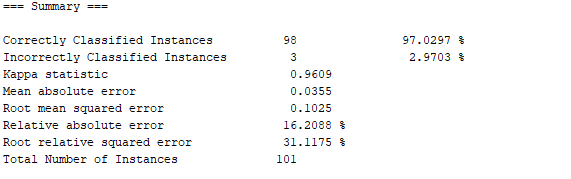 === Summary ===
Correctly Classified Instances 98 97.0297 %
Incorrectly Classified Instances 3 2.9703 %
Kappa statistic 0.9609
Mean absolute error 0.0355
Root mean squared error 0.1025
Relative absolute error 16.2088 %
Root relative squared error 31.1175 %
Total Number of Instances 101